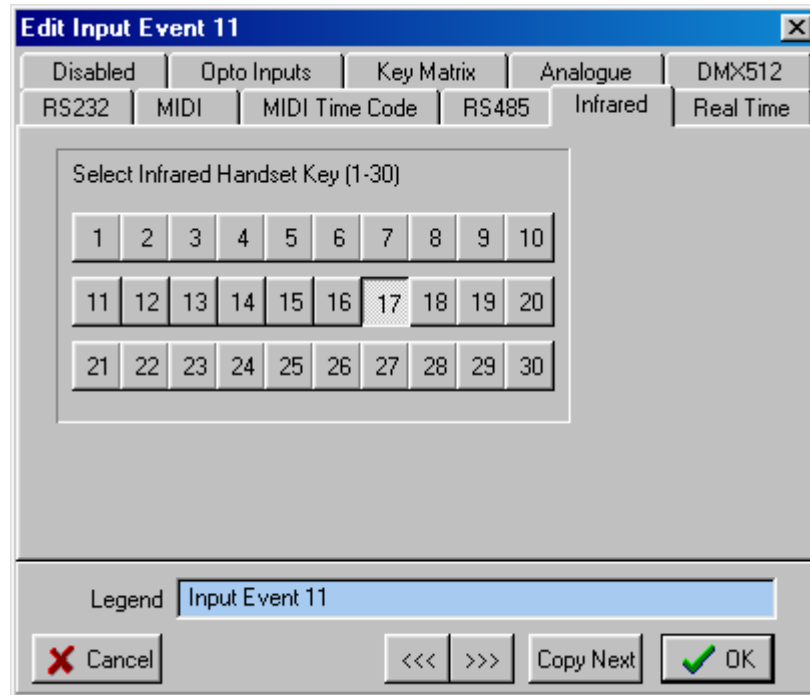 Edit Input Event 11
Disabled Opto Inputs Key Matrix Analogue DMX512
RS232 MIDI MIDI Time Code RS485 Infrared Real Time
Select Infrared Handset Key (1-30)
1 2 3 4 5 6 7 8 9 10
11 12 13 14 15 16 17 18 19 20
21 22 23 24 25 26 27 28 29 30
Legend Input Event 11
Cancel <<< >>> Copy Next OK